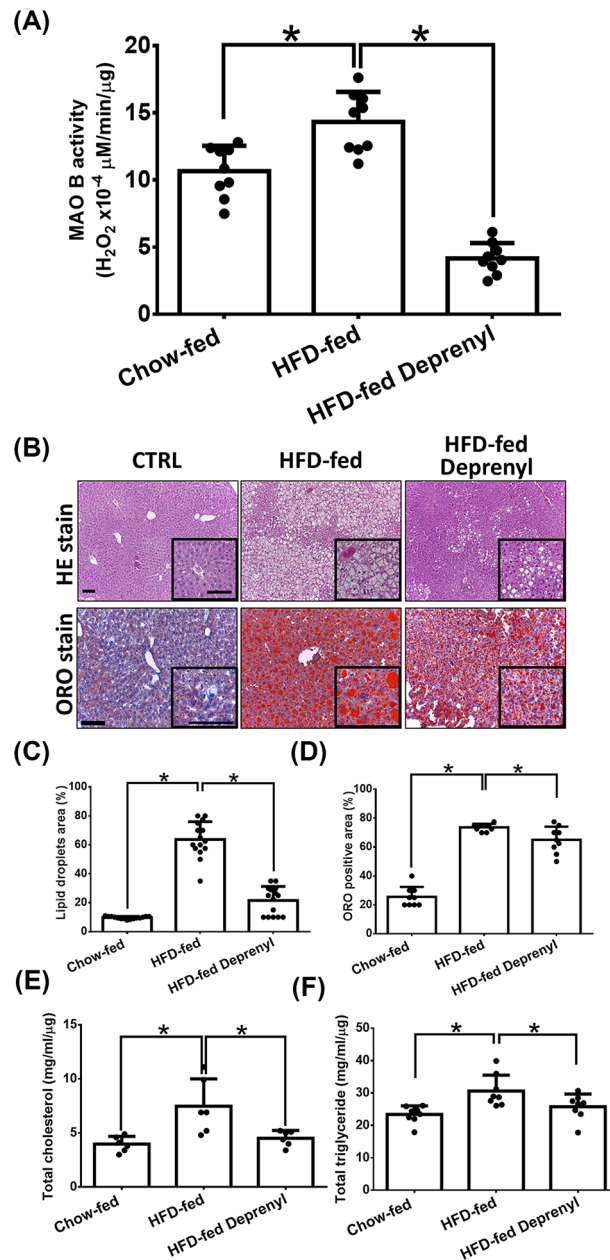 (A)
MAO B activity
(H₂O₂ x10⁻⁴ μM/min/μg)
20
15
10
5
0
* *
Chow-fed
HFD-fed
HFD-fed Deprenyl
(B)
CTRL
HFD-fed
HFD-fed
Deprenyl
HE stain
ORO stain
(C)
Lipid droplets area (%)
100
80
60
40
20
0
* *
Chow-fed
HFD-fed
HFD-fed Deprenyl
(D)
ORO positive area (%)
100
80
60
40
20
0
* *
Chow-fed
HFD-fed
HFD-fed Deprenyl
(E)
Total cholesterol (mg/ml/μg)
15
10
5
0
* *
Chow-fed
HFD-fed
HFD-fed Deprenyl
(F)
Total triglyceride (mg/ml/μg)
50
40
30
20
10
0
* *
Chow-fed
HFD-fed
HFD-fed Deprenyl